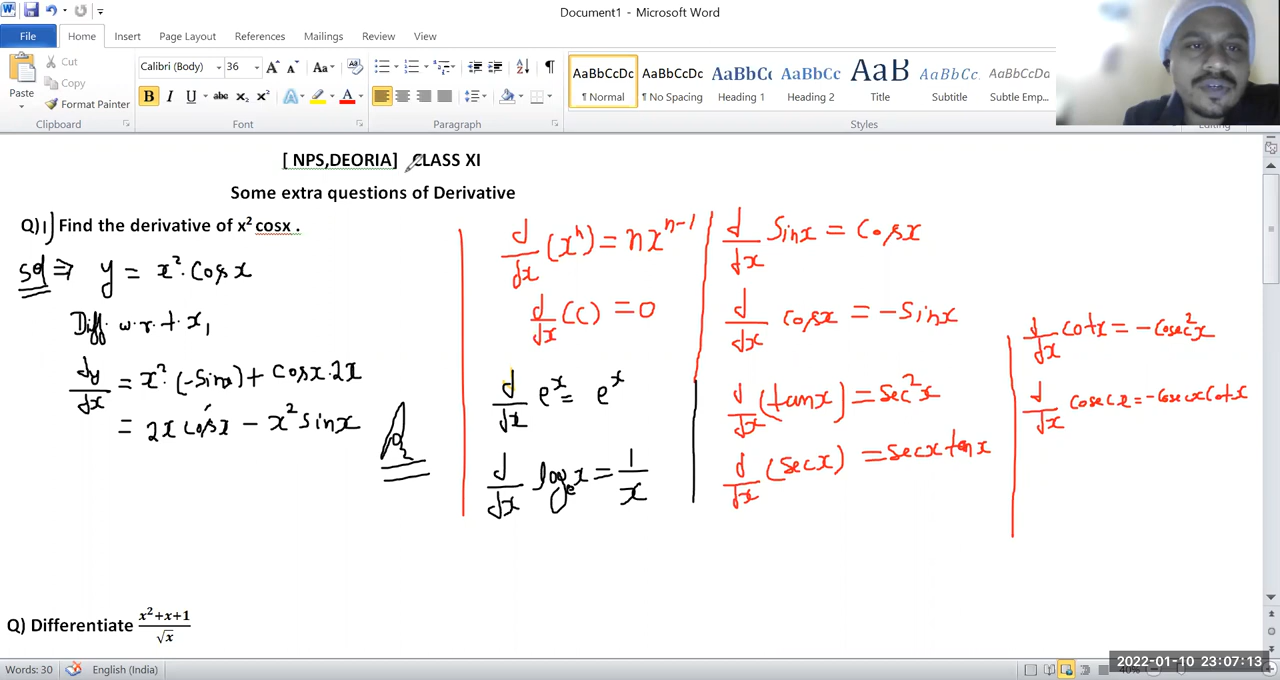 Document1 - Microsoft Word
File Home Insert Page Layout References Mailings Review View
Paste
Cut
Copy
Format Painter
Clipboard
Calibri (Body) 36
Font
Paragraph
AaBbCcDc AaBbCcDc AaBbCc AaBbCc AaB AaBbCc. AaBbCcDc
¶ Normal ¶ No Spacing Heading 1 Heading 2 Title Subtitle Subtle Emp...
Styles
Editing
[ NPS,DEORIA] CLASS XI
Some extra questions of Derivative
Q)1) Find the derivative of x² cosx .
Sol ⇒ y = x². Cosx
Diff. w.r.t. x,
dy/dx = x². (-Sinx) + Cosx. 2x
= 2x cosx - x² sinx
d/dx (xⁿ) = nxⁿ⁻¹
d/dx (C) = 0
d/dx eˣ = eˣ
d/dx logₑx = 1/x
d/dx Sinx = Cosx
d/dx Cosx = -Sinx
d/dx (tanx) = Sec²x
d/dx (Secx) = Secx tanx
d/dx Cotx = -Cosec²x
d/dx Cosecx = -CosecxCotx
Q) Differentiate x²+x+1/√x
Words: 30 English (India)
2022-01-10 23:07:13
40%